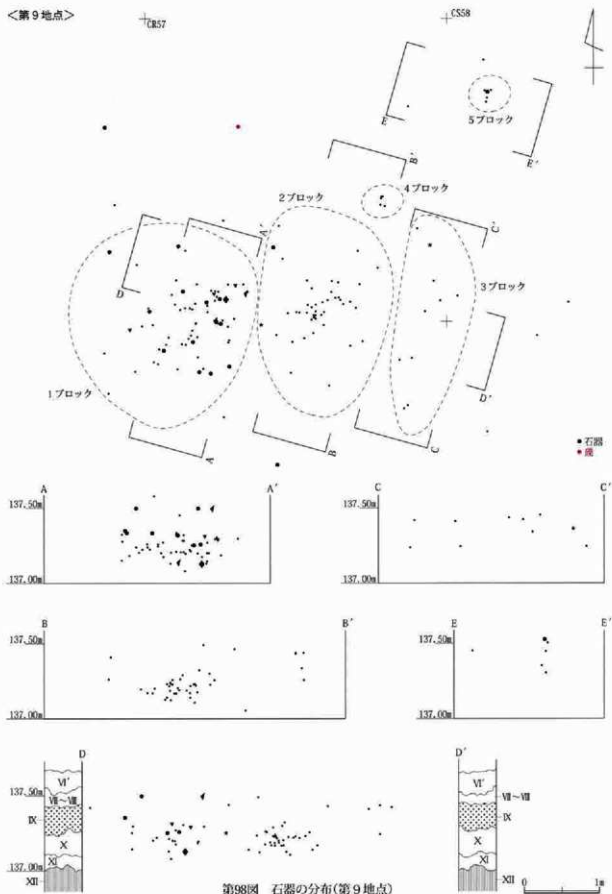 <第9地点>
CR57
CS58
E
5ブロック
E'
B'
2ブロック
4ブロック
A'
C'
D
3ブロック
1ブロック
D'
A
B
C
●石器
●礫
A
A'
137.50m
137.00m
C
C'
137.50m
137.00m
B
B'
137.50m
137.00m
E
E'
137.50m
137.00m
D
137.50m
137.00m
Ⅵ'
Ⅶ~Ⅷ
Ⅸ
Ⅹ
Ⅺ
Ⅻ
D'
Ⅵ'
Ⅶ~Ⅷ
Ⅸ
Ⅹ
Ⅺ
Ⅻ
0 1m
第98図 石器の分布(第9地点)